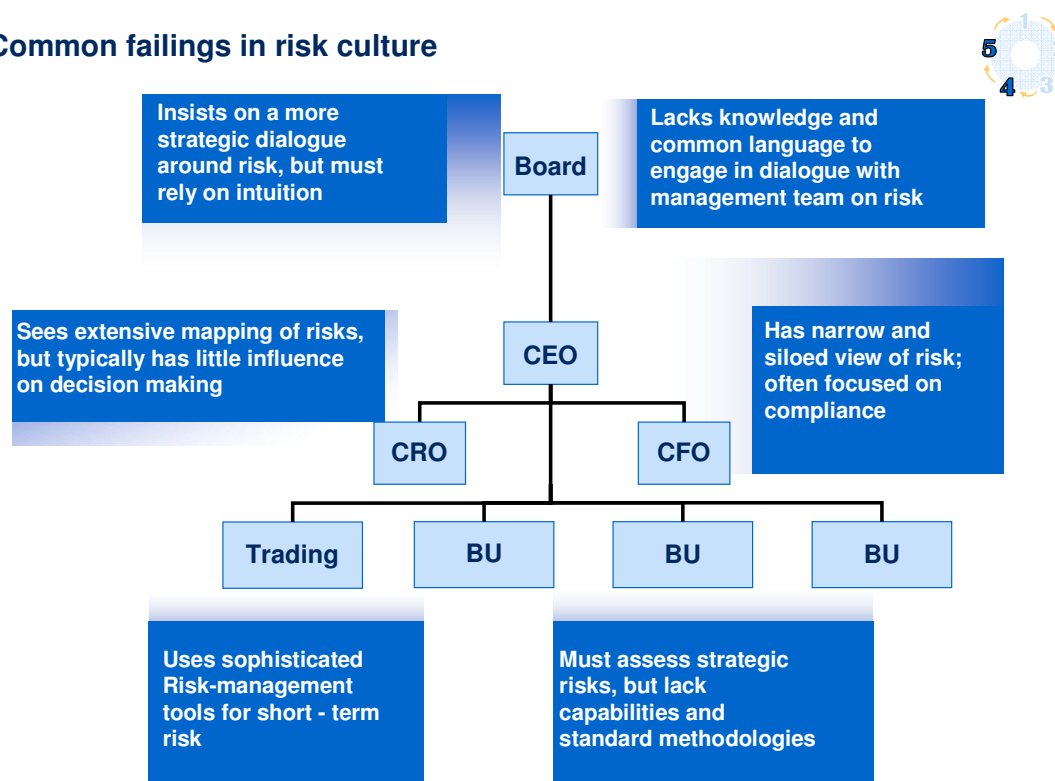 Common failings in risk culture
1
5
4
3
Insists on a more
strategic dialogue
around risk, but must
rely on intuition
Board
Lacks knowledge and
common language to
engage in dialogue with
management team on risk
Sees extensive mapping of risks,
but typically has little influence
on decision making
CEO
Has narrow and
siloed view of risk;
often focused on
compliance
CRO
CFO
Trading
BU
BU
BU
Uses sophisticated
Risk-management
tools for short - term
risk
Must assess strategic
risks, but lack
capabilities and
standard methodologies